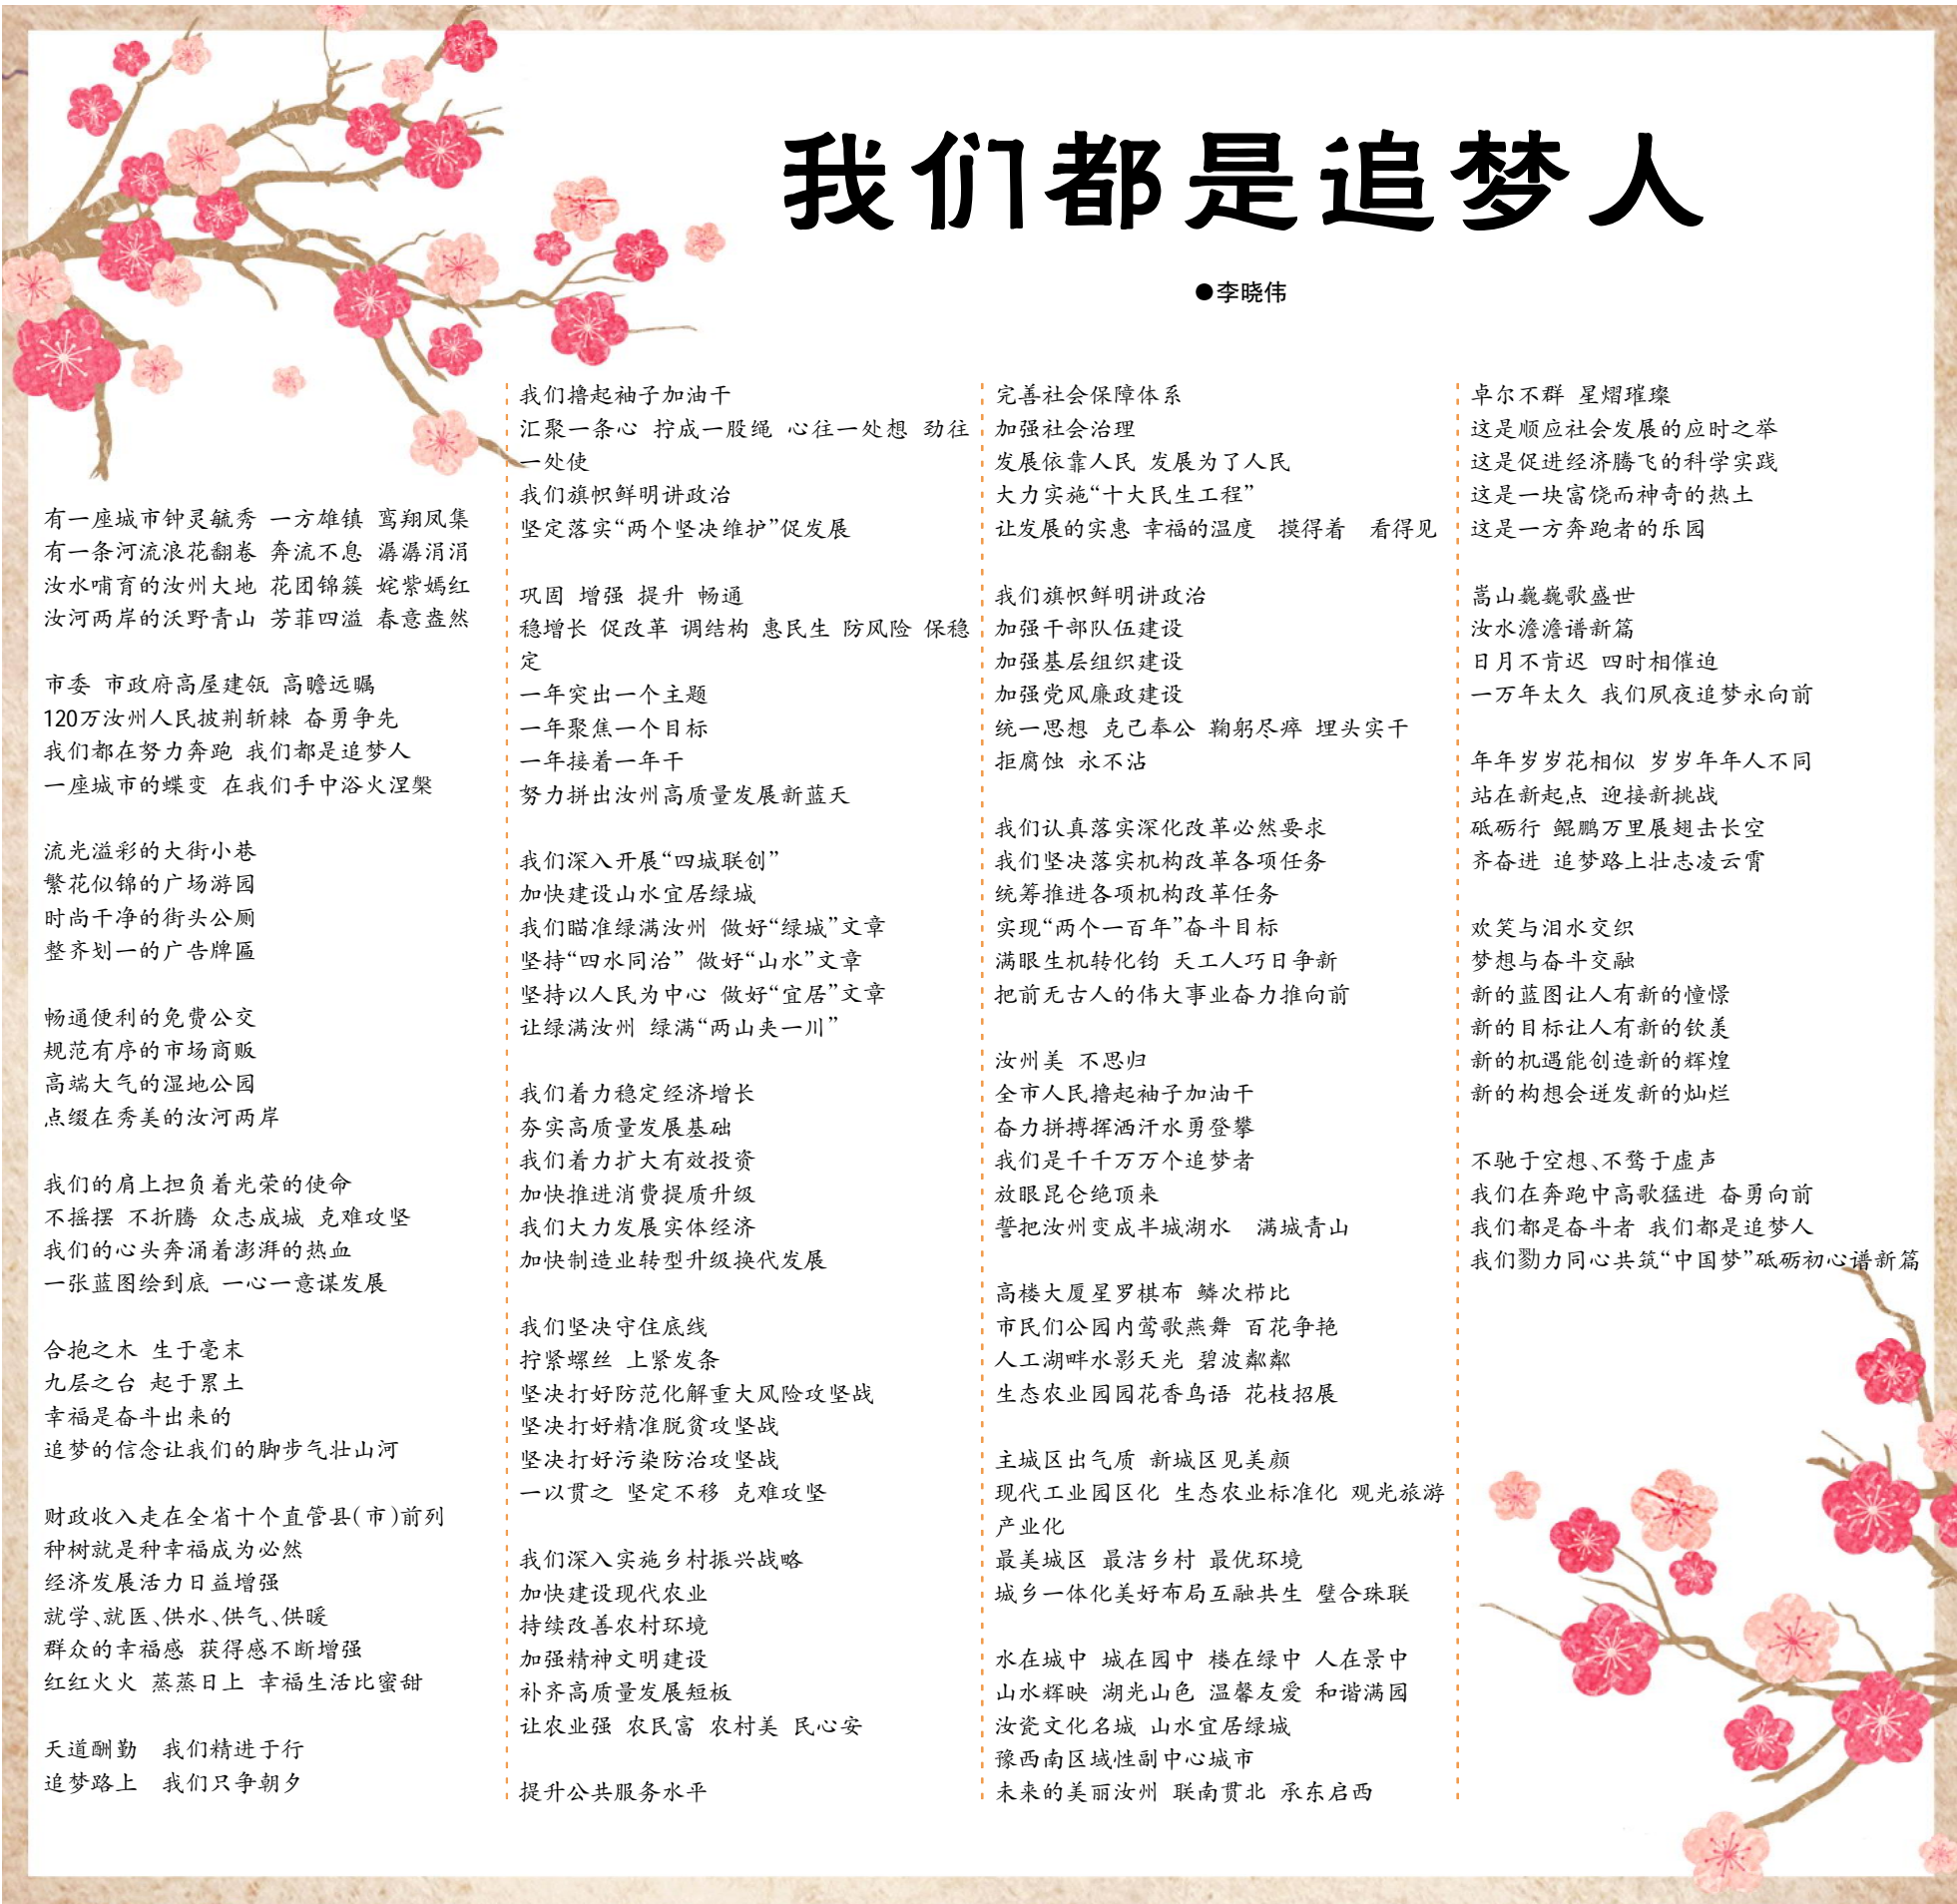 我们都是追梦人
●李晓伟
有一座城市钟灵毓秀 一方雄镇 鸾翔凤集
有一条河流浪花翻卷 奔流不息 潺潺涓涓
汝水哺育的汝州大地 花团锦簇 姹紫嫣红
汝河两岸的沃野青山 芳菲四溢 春意盎然
市委 市政府高屋建瓴 高瞻远瞩
120万汝州人民披荆斩棘 奋勇争先
我们都在努力奔跑 我们都是追梦人
一座城市的蝶变 在我们手中浴火涅槃
流光溢彩的大街小巷
繁花似锦的广场游园
时尚干净的街头公厕
整齐划一的广告牌匾
畅通便利的免费公交
规范有序的市场商贩
高端大气的湿地公园
点缀在秀美的汝河两岸
我们的肩上担负着光荣的使命
不摇摆 不折腾 众志成城 克难攻坚
我们的心头奔涌着澎湃的热血
一张蓝图绘到底 一心一意谋发展
合抱之木 生于毫末
九层之台 起于累土
幸福是奋斗出来的
追梦的信念让我们的脚步气壮山河
财政收入走在全省十个直管县(市)前列
种树就是种幸福成为必然
经济发展活力日益增强
就学、就医、供水、供气、供暖
群众的幸福感 获得感不断增强
红红火火 蒸蒸日上 幸福生活比蜜甜
天道酬勤 我们精进于行
追梦路上 我们只争朝夕
我们撸起袖子加油干
汇聚一条心 拧成一股绳 心往一处想 劲往
一处使
我们旗帜鲜明讲政治
坚定落实“两个坚决维护”促发展
巩固 增强 提升 畅通
稳增长 促改革 调结构 惠民生 防风险 保稳
定
一年突出一个主题
一年聚焦一个目标
一年接着一年干
努力拼出汝州高质量发展新蓝天
我们深入开展“四城联创”
加快建设山水宜居绿城
我们瞄准绿满汝州 做好“绿城”文章
坚持“四水同治” 做好“山水”文章
坚持以人民为中心 做好“宜居”文章
让绿满汝州 绿满“两山夹一川”
我们着力稳定经济增长
夯实高质量发展基础
我们着力扩大有效投资
加快推进消费提质升级
我们大力发展实体经济
加快制造业转型升级换代发展
我们坚决守住底线
拧紧螺丝 上紧发条
坚决打好防范化解重大风险攻坚战
坚决打好精准脱贫攻坚战
坚决打好污染防治攻坚战
一以贯之 坚定不移 克难攻坚
我们深入实施乡村振兴战略
加快建设现代农业
持续改善农村环境
加强精神文明建设
补齐高质量发展短板
让农业强 农民富 农村美 民心安
提升公共服务水平
完善社会保障体系
加强社会治理
发展依靠人民 发展为了人民
大力实施“十大民生工程”
让发展的实惠 幸福的温度 摸得着 看得见
我们旗帜鲜明讲政治
加强干部队伍建设
加强基层组织建设
加强党风廉政建设
统一思想 克己奉公 鞠躬尽瘁 埋头实干
拒腐蚀 永不沾
我们认真落实深化改革必然要求
我们坚决落实机构改革各项任务
统筹推进各项机构改革任务
实现“两个一百年”奋斗目标
满眼生机转化钧 天工人巧日争新
把前无古人的伟大事业奋力推向前
汝州美 不思归
全市人民撸起袖子加油干
奋力拼搏挥洒汗水勇登攀
我们是千千万万个追梦者
放眼昆仑绝顶来
誓把汝州变成半城湖水 满城青山
高楼大厦星罗棋布 鳞次栉比
市民们公园内莺歌燕舞 百花争艳
人工湖畔水影天光 碧波粼粼
生态农业园园花香鸟语 花枝招展
主城区出气质 新城区见美颜
现代工业园区化 生态农业标准化 观光旅游
产业化
最美城区 最洁乡村 最优环境
城乡一体化美好布局互融共生 璧合珠联
水在城中 城在园中 楼在绿中 人在景中
山水辉映 湖光山色 温馨友爱 和谐满园
汝瓷文化名城 山水宜居绿城
豫西南区域性副中心城市
未来的美丽汝州 联南贯北 承东启西
卓尔不群 星熠璀璨
这是顺应社会发展的应时之举
这是促进经济腾飞的科学实践
这是一块富饶而神奇的热土
这是一方奔跑者的乐园
嵩山巍巍歌盛世
汝水澹澹谱新篇
日月不肯迟 四时相催迫
一万年太久 我们夙夜追梦永向前
年年岁岁花相似 岁岁年年人不同
站在新起点 迎接新挑战
砥砺行 鲲鹏万里展翅击长空
齐奋进 追梦路上壮志凌云霄
欢笑与泪水交织
梦想与奋斗交融
新的蓝图让人有新的憧憬
新的目标让人有新的钦羡
新的机遇能创造新的辉煌
新的构想会迸发新的灿烂
不驰于空想、不骛于虚声
我们在奔跑中高歌猛进 奋勇向前
我们都是奋斗者 我们都是追梦人
我们勠力同心共筑“中国梦”砥砺初心谱新篇